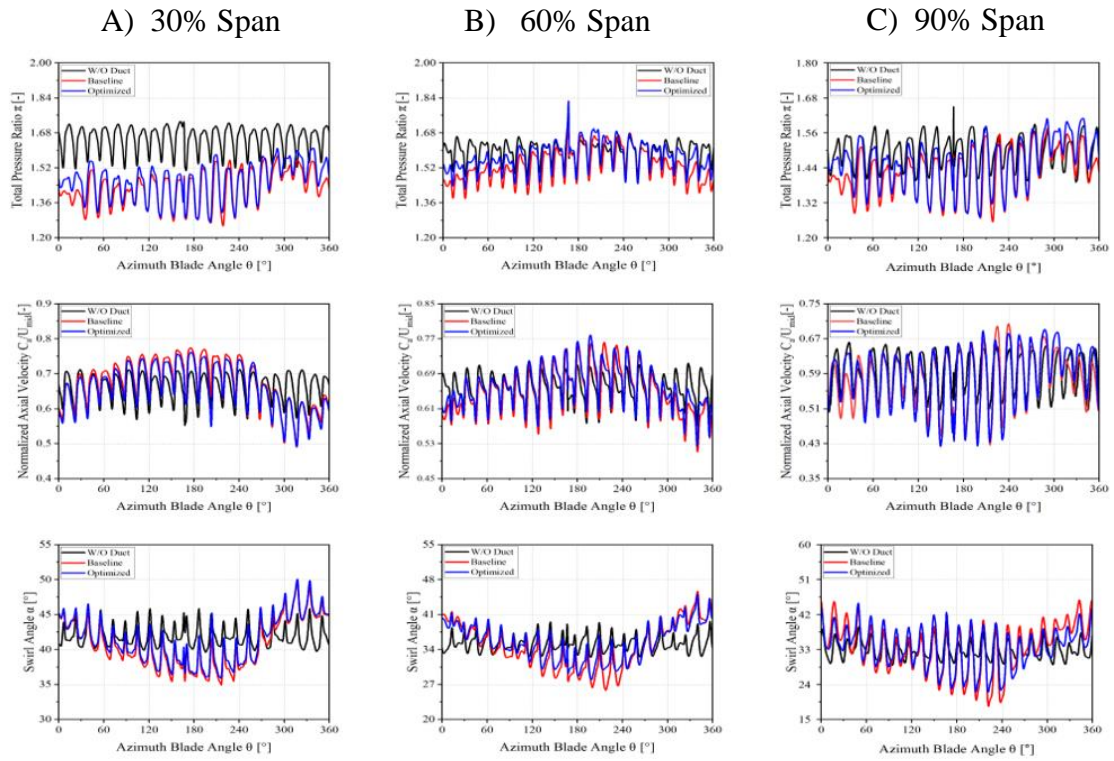 A) 30% Span
B) 60% Span
C) 90% Span
2.00
1.84
1.68
1.52
1.36
1.20
Total Pressure Ratio π [-]
W/O Duct
Baseline
Optimized
0 60 120 180 240 300 360
Azimuth Blade Angle θ [°]
2.00
1.84
1.68
1.52
1.36
1.20
Total Pressure Ratio π [-]
W/O Duct
Baseline
Optimized
0 60 120 180 240 300 360
Azimuth Blade Angle θ [°]
1.80
1.68
1.56
1.44
1.32
1.20
Total Pressure Ratio π [-]
W/O Duct
Baseline
Optimized
0 60 120 180 240 300 360
Azimuth Blade Angle θ [°]
0.9
0.8
0.7
0.6
0.5
0.4
Normalized Axial Velocity Cz/Umid[-]
W/O Duct
Baseline
Optimized
0 60 120 180 240 300 360
Azimuth Blade Angle θ [°]
0.85
0.77
0.69
0.61
0.53
0.45
Normalized Axial Velocity Cz/Umid[-]
W/O Duct
Baseline
Optimized
0 60 120 180 240 300 360
Azimuth Blade Angle θ [°]
0.75
0.67
0.59
0.51
0.43
0.35
Normalized Axial Velocity Cz/Umid[-]
W/O Duct
Baseline
Optimized
0 60 120 180 240 300 360
Azimuth Blade Angle θ [°]
55
50
45
40
35
30
Swirl Angle α [°]
W/O Duct
Baseline
Optimized
0 60 120 180 240 300 360
Azimuth Blade Angle θ [°]
55
48
41
34
27
20
Swirl Angle α [°]
W/O Duct
Baseline
Optimized
0 60 120 180 240 300 360
Azimuth Blade Angle θ [°]
60
51
42
33
24
15
Swirl Angle α [°]
W/O Duct
Baseline
Optimized
0 60 120 180 240 300 360
Azimuth Blade Angle θ [°]